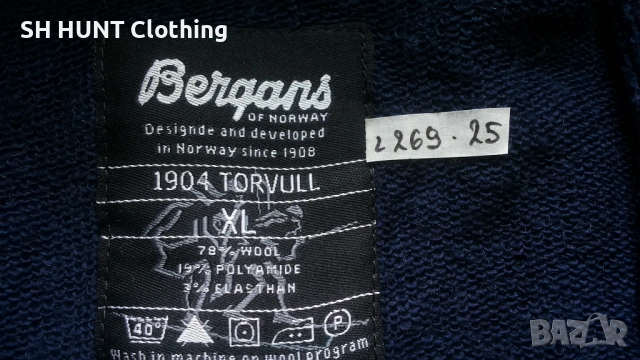 SH HUNT Clothing
Bergans
OF NORWAY
Designde and developed
in Norway since 1908
1904 TORVULL
XL
78% WOOL
19% POLYAMIDE
3% ELASTHAN
40°
P
Wash in machine on wool program
2269.25
BAZAR